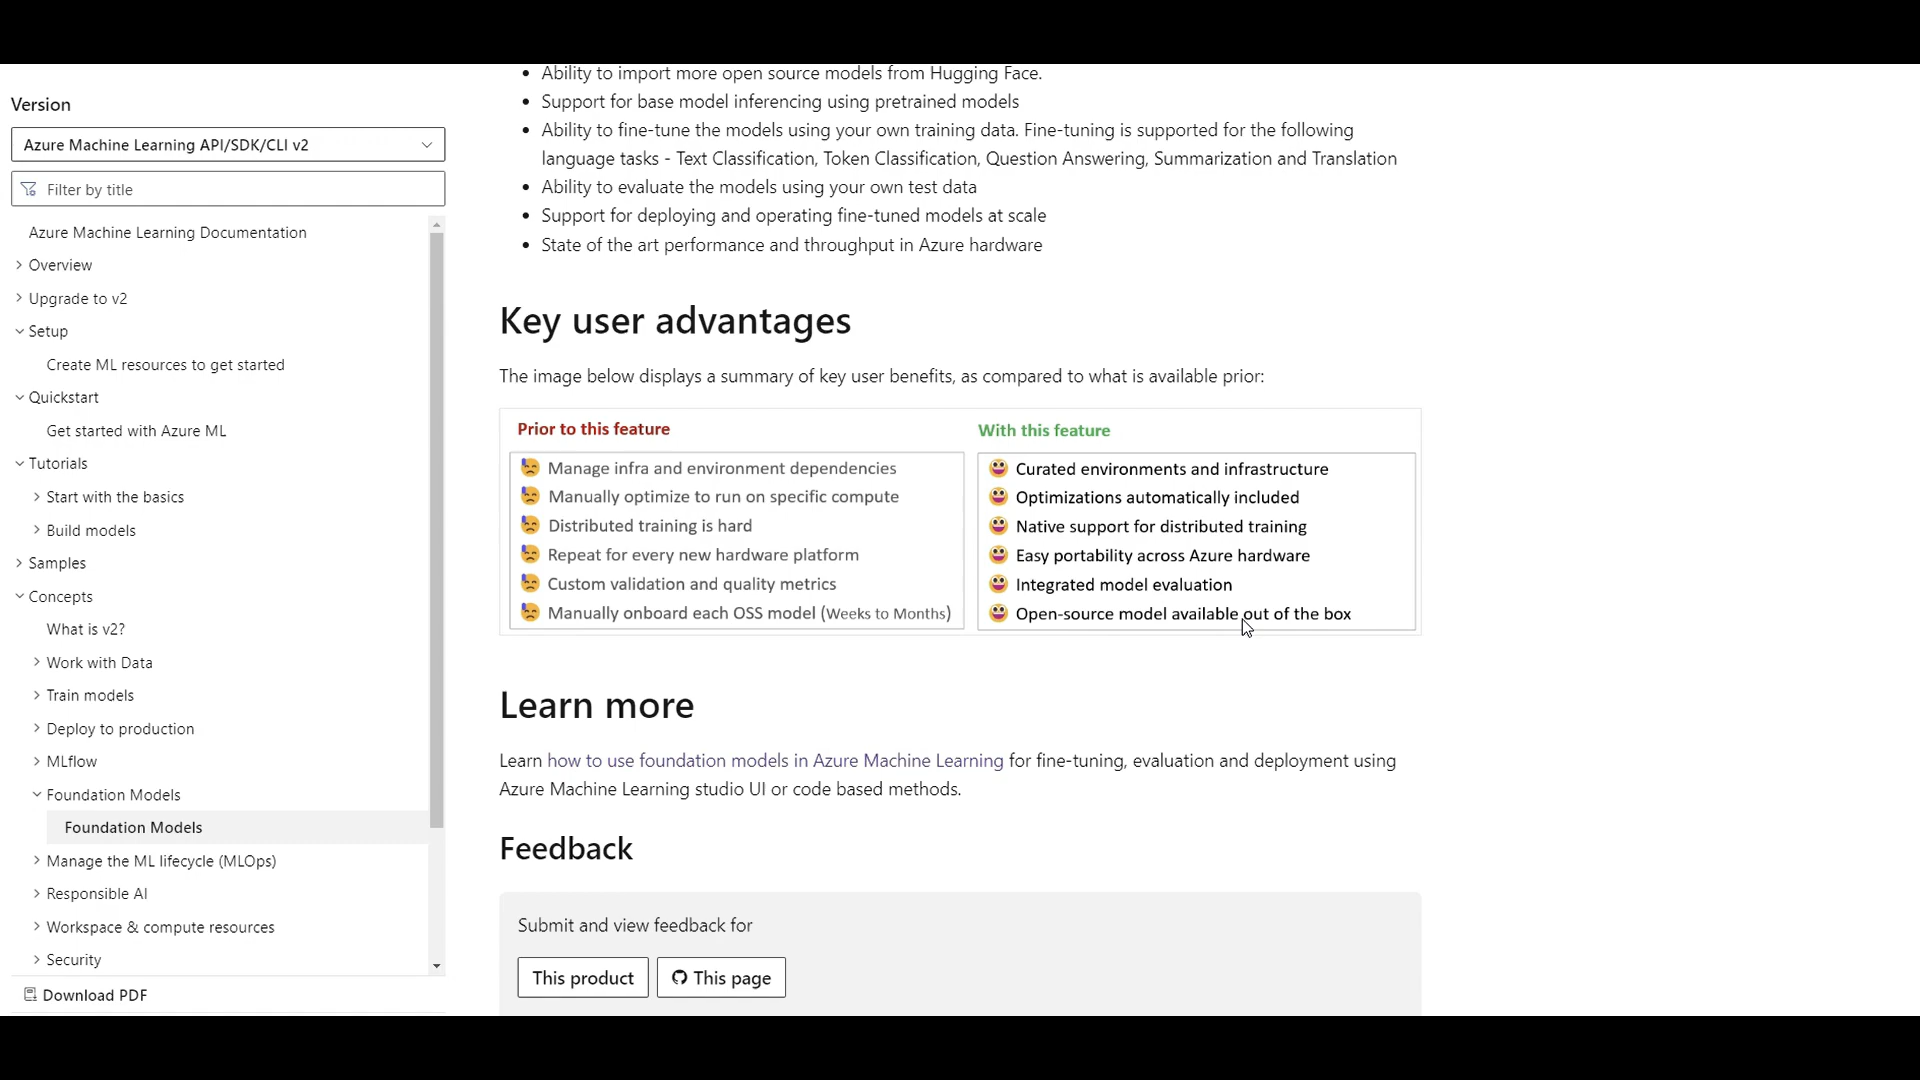 Version
Azure Machine Learning API/SDK/CLI v2
Filter by title
Azure Machine Learning Documentation
Overview
Upgrade to v2
Setup
Create ML resources to get started
Quickstart
Get started with Azure ML
Tutorials
Start with the basics
Build models
Samples
Concepts
What is v2?
Work with Data
Train models
Deploy to production
MLflow
Foundation Models
Foundation Models
Manage the ML lifecycle (MLOps)
Responsible AI
Workspace & compute resources
Security
Download PDF
• Ability to import more open source models from Hugging Face.
• Support for base model inferencing using pretrained models
• Ability to fine-tune the models using your own training data. Fine-tuning is supported for the following
language tasks - Text Classification, Token Classification, Question Answering, Summarization and Translation
• Ability to evaluate the models using your own test data
• Support for deploying and operating fine-tuned models at scale
• State of the art performance and throughput in Azure hardware
Key user advantages
The image below displays a summary of key user benefits, as compared to what is available prior:
Prior to this feature
Manage infra and environment dependencies
Manually optimize to run on specific compute
Distributed training is hard
Repeat for every new hardware platform
Custom validation and quality metrics
Manually onboard each OSS model (Weeks to Months)
With this feature
Curated environments and infrastructure
Optimizations automatically included
Native support for distributed training
Easy portability across Azure hardware
Integrated model evaluation
Open-source model available out of the box
Learn more
Learn how to use foundation models in Azure Machine Learning for fine-tuning, evaluation and deployment using
Azure Machine Learning studio UI or code based methods.
Feedback
Submit and view feedback for
This product
This page